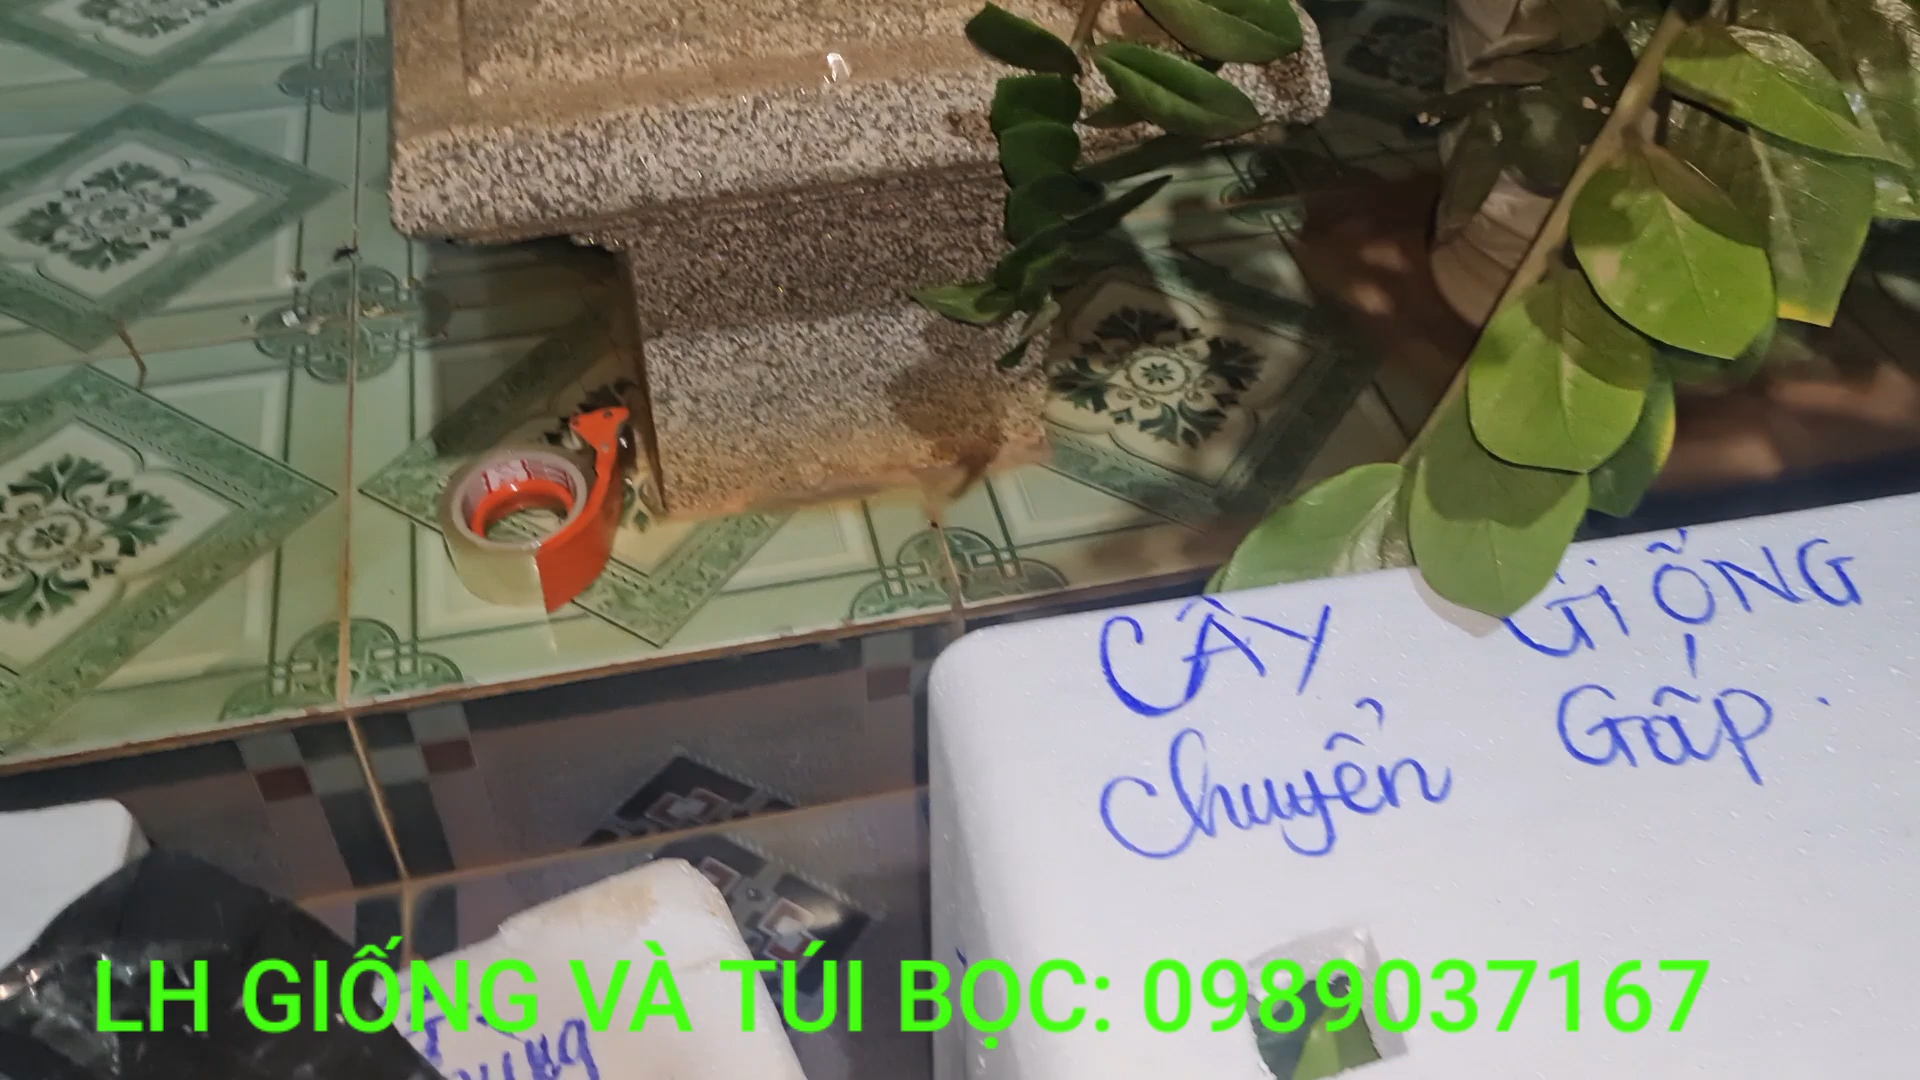 CÂY GIỐNG
Chuyển Gấp.
LH GIỐNG VÀ TÚI BỌC: 0989037167